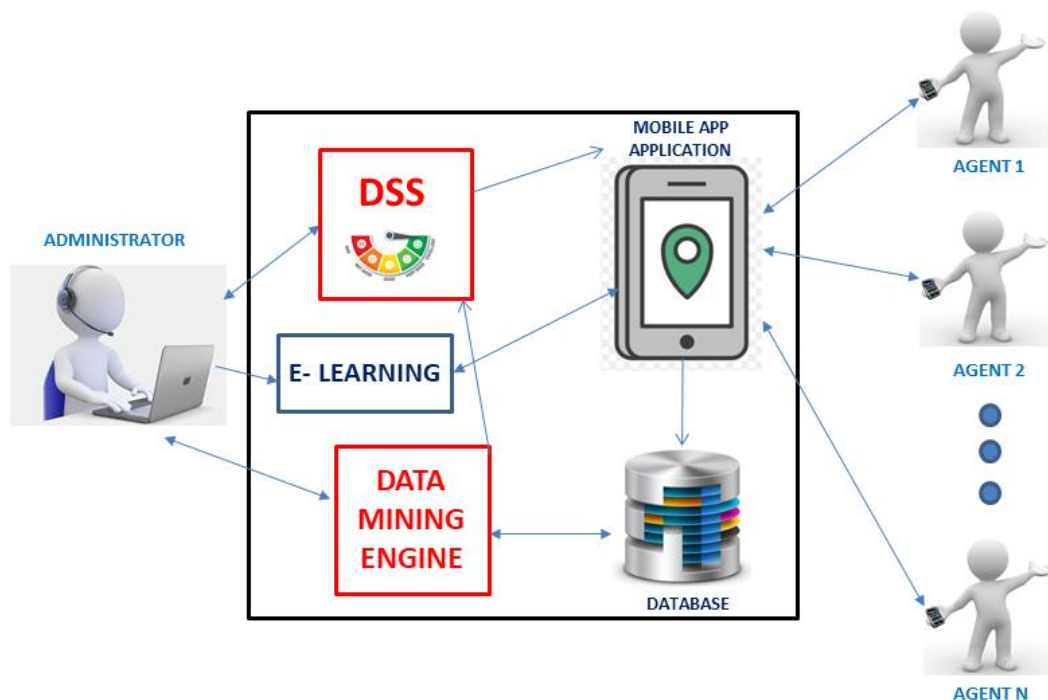 ADMINISTRATOR
DSS
E- LEARNING
DATA
MINING
ENGINE
MOBILE APP
APPLICATION
DATABASE
AGENT 1
AGENT 2
AGENT N